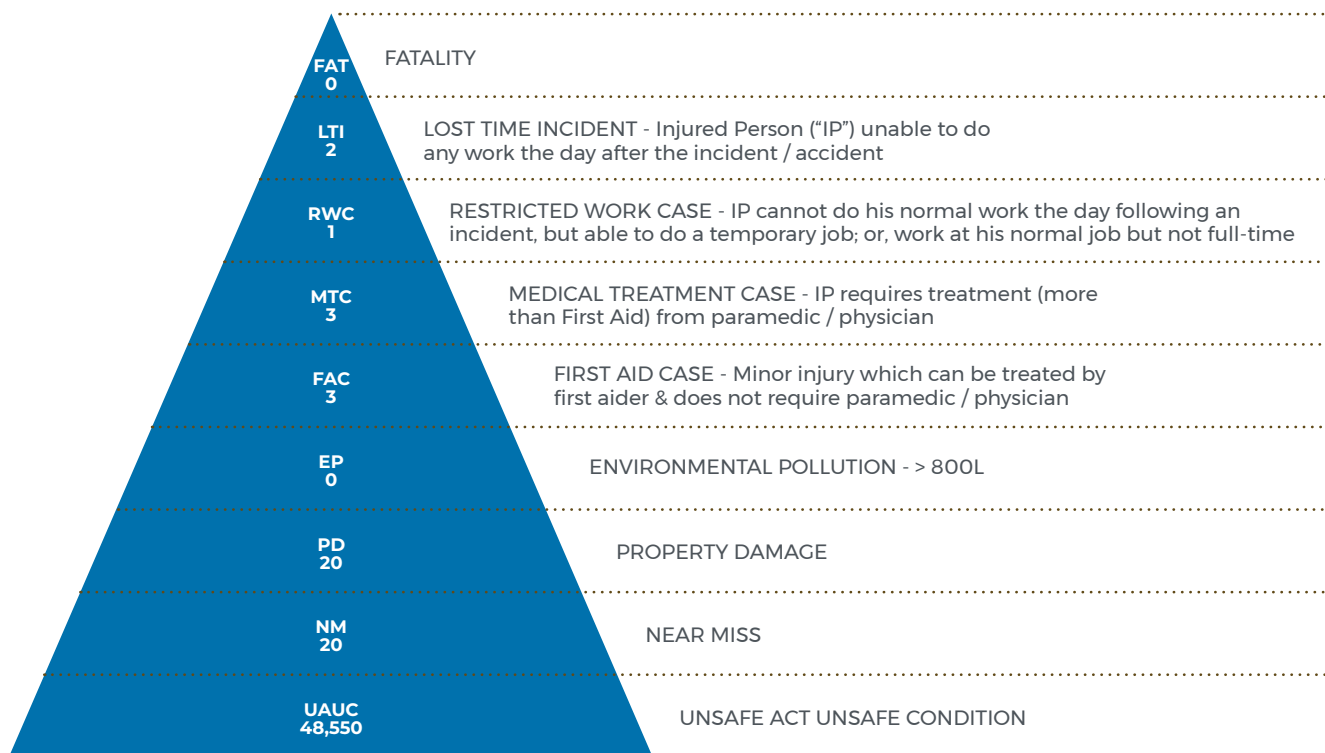 FAT
0
FATALITY
LTI
2
LOST TIME INCIDENT - Injured Person (“IP”) unable to do
any work the day after the incident / accident
RWC
1
RESTRICTED WORK CASE - IP cannot do his normal work the day following an
incident, but able to do a temporary job; or, work at his normal job but not full-time
MTC
3
MEDICAL TREATMENT CASE - IP requires treatment (more
than First Aid) from paramedic / physician
FAC
3
FIRST AID CASE - Minor injury which can be treated by
first aider & does not require paramedic / physician
EP
0
ENVIRONMENTAL POLLUTION - > 800L
PD
20
PROPERTY DAMAGE
NM
20
NEAR MISS
UAUC
48,550
UNSAFE ACT UNSAFE CONDITION